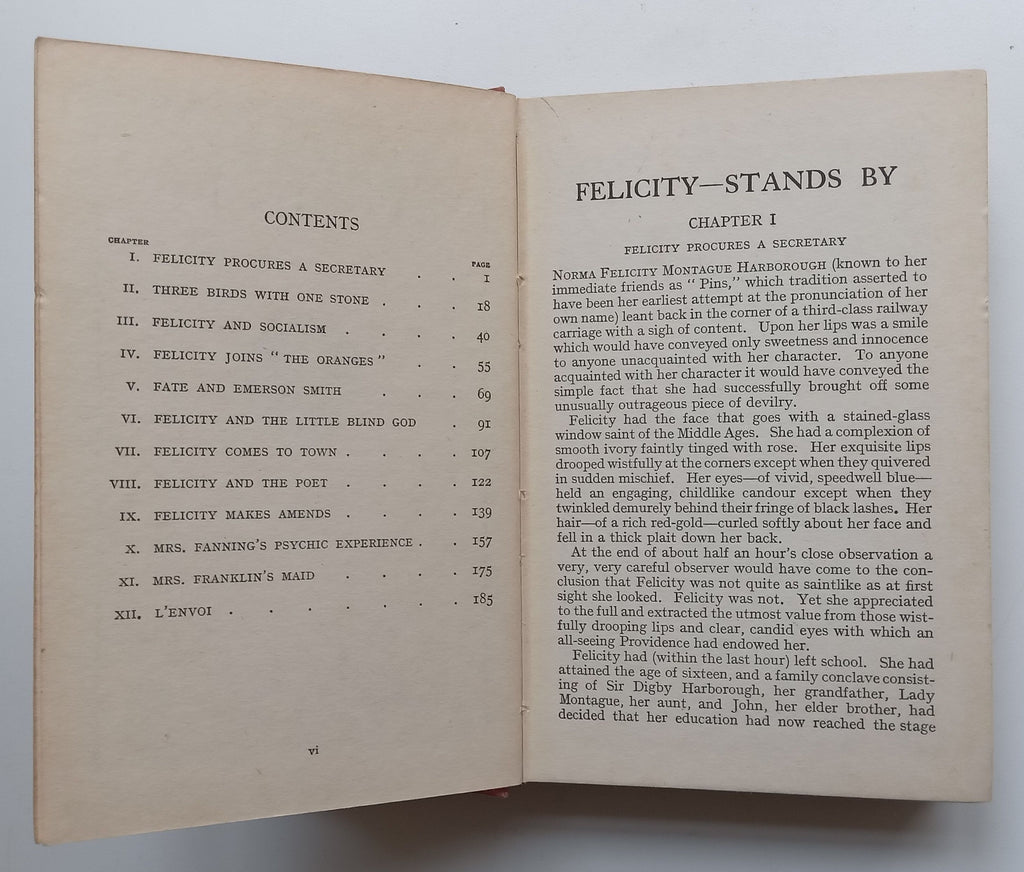 CONTENTS
CHAPTER PAGE
I. FELICITY PROCURES A SECRETARY . . 1
II. THREE BIRDS WITH ONE STONE . . . 18
III. FELICITY AND SOCIALISM . . . . 40
IV. FELICITY JOINS " THE ORANGES " . . 55
V. FATE AND EMERSON SMITH . . . 69
VI. FELICITY AND THE LITTLE BLIND GOD . 91
VII. FELICITY COMES TO TOWN . . . . 107
VIII. FELICITY AND THE POET . . . . 122
IX. FELICITY MAKES AMENDS . . . . 139
X. MRS. FANNING'S PSYCHIC EXPERIENCE . . 157
XI. MRS. FRANKLIN'S MAID . . . . 175
XII. L'ENVOI . . . . . . . 185
vi
FELICITY—STANDS BY
CHAPTER I
FELICITY PROCURES A SECRETARY
NORMA FELICITY MONTAGUE HARBOROUGH (known to her
immediate friends as " Pins," which tradition asserted to
have been her earliest attempt at the pronunciation of her
own name) leant back in the corner of a third-class railway
carriage with a sigh of content. Upon her lips was a smile
which would have conveyed only sweetness and innocence
to anyone unacquainted with her character. To anyone
acquainted with her character it would have conveyed the
simple fact that she had successfully brought off some
unusually outrageous piece of devilry.
Felicity had the face that goes with a stained-glass
window saint of the Middle Ages. She had a complexion of
smooth ivory faintly tinged with rose. Her exquisite lips
drooped wistfully at the corners except when they quivered
in sudden mischief. Her eyes—of vivid, speedwell blue—
held an engaging, childlike candour except when they
twinkled demurely behind their fringe of black lashes. Her
hair—of a rich red-gold—curled softly about her face and
fell in a thick plait down her back.
At the end of about half an hour's close observation a
very, very careful observer would have come to the con-
clusion that Felicity was not quite as saintlike as at first
sight she looked. Felicity was not. Yet she appreciated
to the full and extracted the utmost value from those wist-
fully drooping lips and clear, candid eyes with which an
all-seeing Providence had endowed her.
Felicity had (within the last hour) left school. She had
attained the age of sixteen, and a family conclave consist-
ing of Sir Digby Harborough, her grandfather, Lady
Montague, her aunt, and John, her elder brother, had
decided that her education had now reached the stage